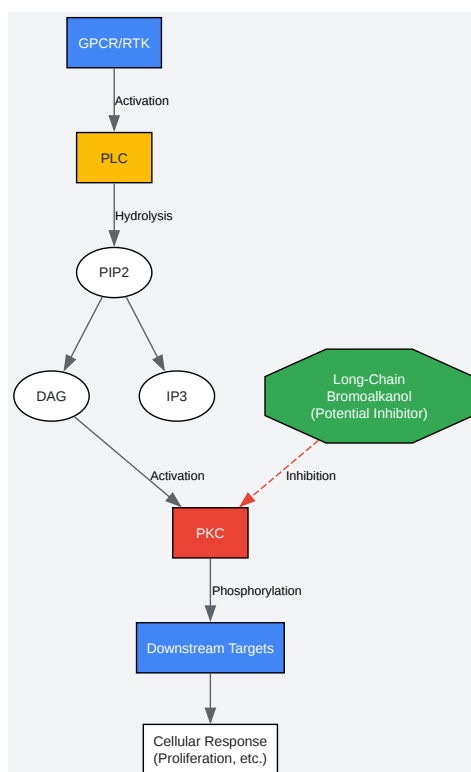 GPCR/RTK
Activation
PLC
Hydrolysis
PIP2
DAG
IP3
Long-Chain
Bromoalkanol
(Potential Inhibitor)
Activation
Inhibition
PKC
Phosphorylation
Downstream Targets
Cellular Response
(Proliferation, etc.)